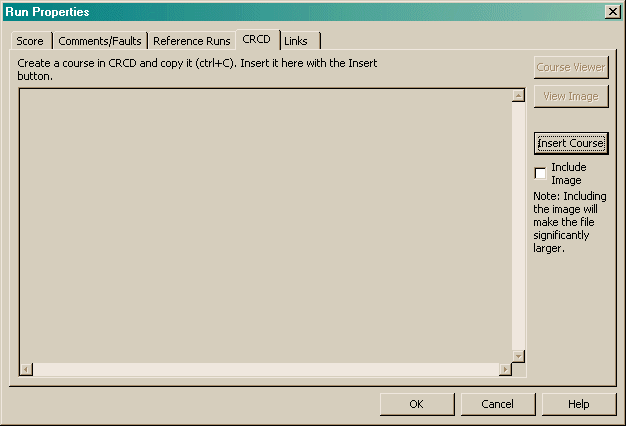 Run Properties
Score
Comments/Faults
Reference Runs
CRCD
Links
Create a course in CRCD and copy it (ctrl+C). Insert it here with the Insert
button.
Course Viewer
View Image
Insert Course
Include
Image
Note: Including
the image will
make the file
significantly
larger.
OK
Cancel
Help